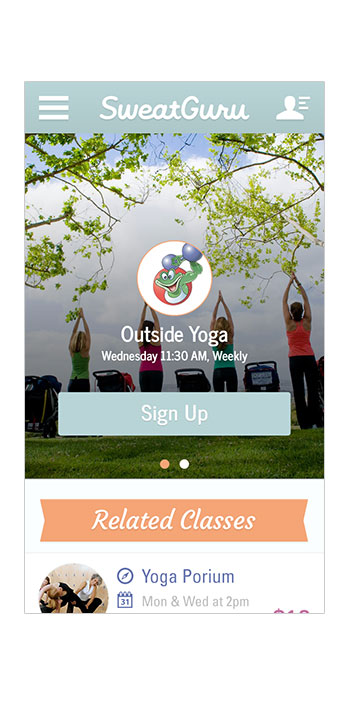 SweatGuru
Outside Yoga
Wednesday 11:30 AM, Weekly
Sign Up
Related Classes
Yoga Porium
31
Mon & Wed at 2pm